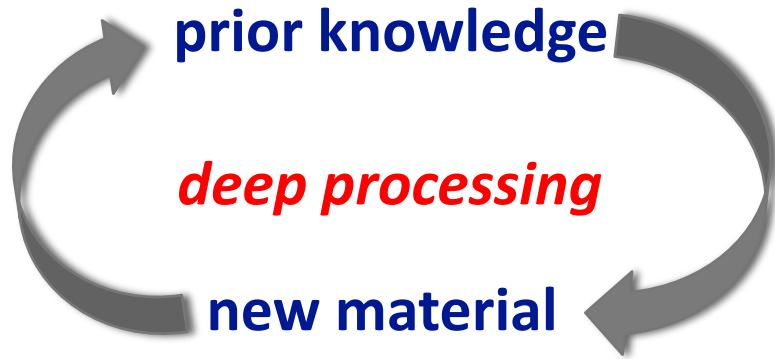 prior knowledge
deep processing
new material